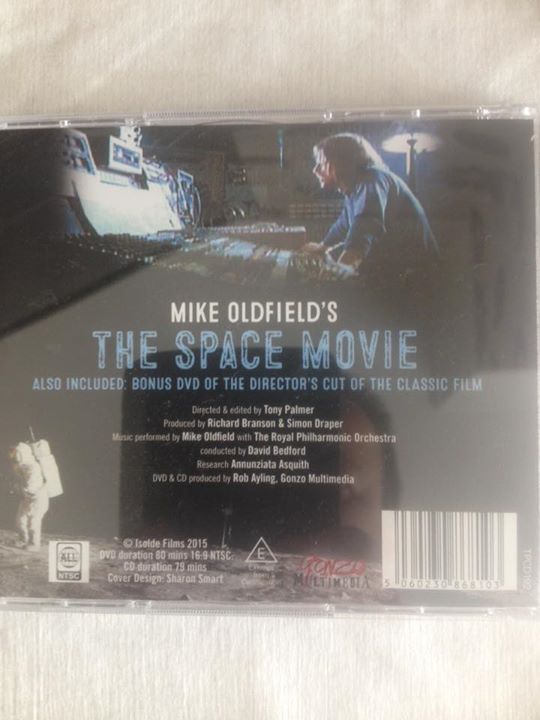 MIKE OLDFIELD'S
THE SPACE MOVIE
ALSO INCLUDED: BONUS DVD OF THE DIRECTOR'S CUT OF THE CLASSIC FILM
Directed & edited by Tony Palmer
Produced by Richard Branson & Simon Draper
Music performed by Mike Oldfield with The Royal Philharmonic Orchestra
conducted by David Bedford
Research Annunziata Asquith
DVD & CD produced by Rob Ayling, Gonzo Multimedia
© Isolde Films 2015
DVD duration 80 mins 16:9 NTSC.
CD duration 79 mins
Cover Design: Sharon Smart
ALL
NTSC
E
GONZO
MULTIMEDIA
5 060230 868103